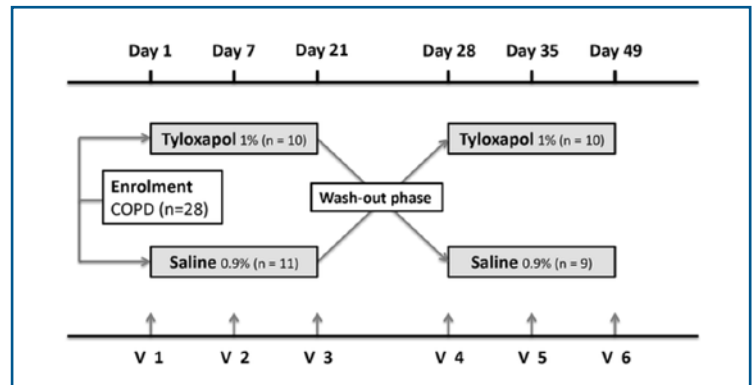 Day 1 Day 7 Day 21 Day 28 Day 35 Day 49
Tyloxapol 1% (n = 10) Tyloxapol 1% (n = 10)
Enrolment
COPD (n=28)
Wash-out phase
Saline 0.9% (n = 11) Saline 0.9% (n = 9)
V 1 V 2 V 3 V 4 V 5 V 6